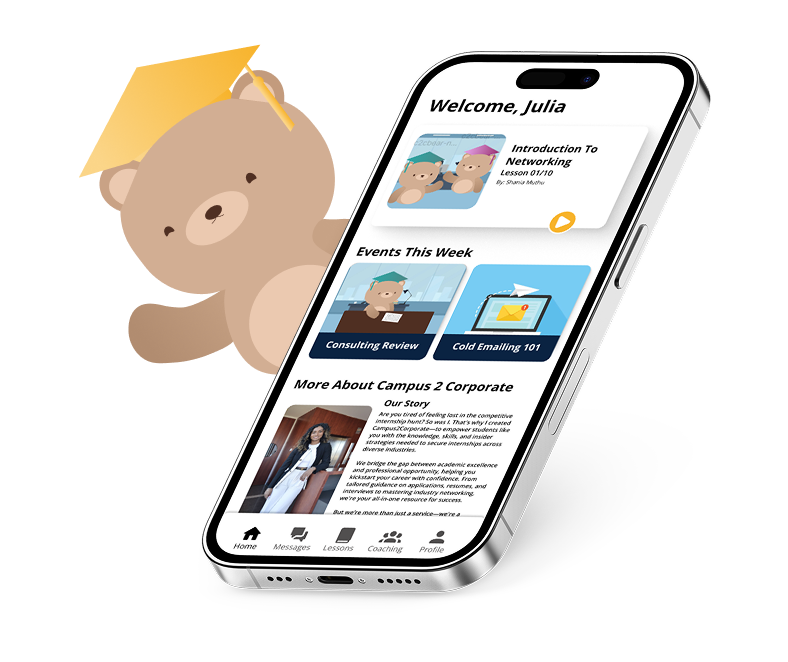 Welcome, Julia
Introduction To
Networking
Lesson 01/10
By: Shania Muthu
Events This Week
Consulting Review
Cold Emailing 101
More About Campus 2 Corporate
Our Story
Are you tired of feeling lost in the competitive
internship hunt? So was I. That's why I created
Campus2Corporate—to empower students like
you with the knowledge, skills, and insider
strategies needed to secure internships across
diverse industries.
We bridge the gap between academic excellence
and professional opportunity, helping you
kickstart your career with confidence. From
tailored guidance on applications, resumes, and
interviews to mastering industry networking,
we're your all-in-one resource for success.
But we're more than just a service—we're a
Home
Messages
Lessons
Coaching
Profile